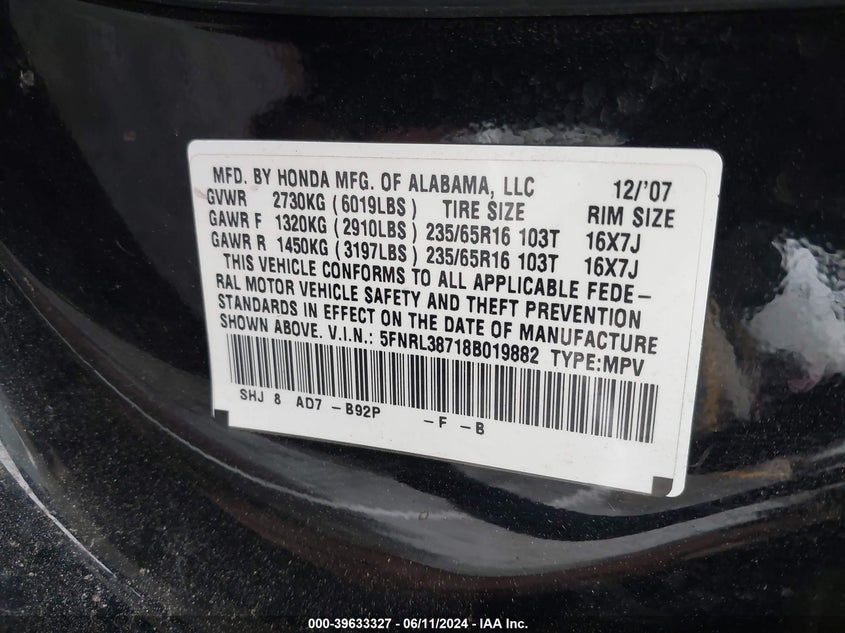 MFD. BY HONDA MFG. OF ALABAMA, LLC 12/'07
GVWR 2730KG (6019LBS) TIRE SIZE RIM SIZE
GAWR F 1320KG (2910LBS) 235/65R16 103T 16X7J
GAWR R 1450KG (3197LBS) 235/65R16 103T 16X7J
THIS VEHICLE CONFORMS TO ALL APPLICABLE FEDE-
RAL MOTOR VEHICLE SAFETY AND THEFT PREVENTION
STANDARDS IN EFFECT ON THE DATE OF MANUFACTURE
SHOWN ABOVE. V.I.N.: 5FNRL38718B019882 TYPE:MPV
SHJ 8 AD7 -B92P -F -B
000-39633327 - 06/11/2024 - IAA Inc.